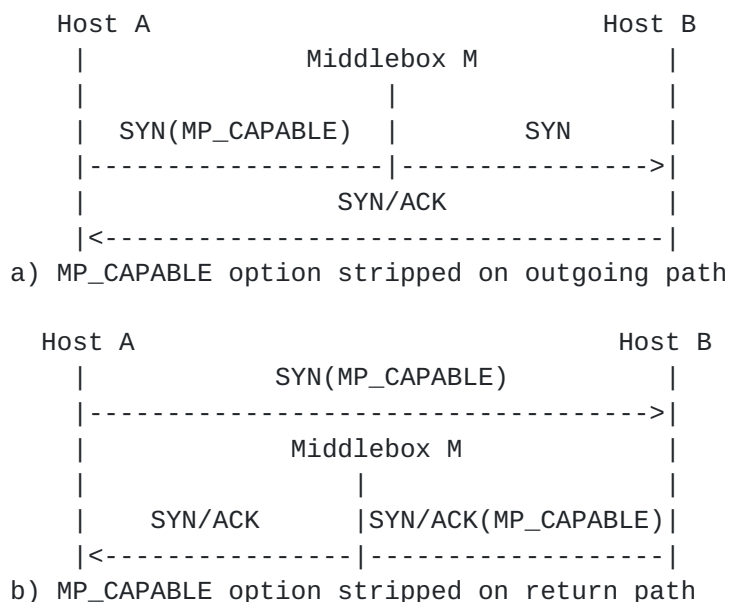 Host A Host B
Middlebox M
SYN(MP_CAPABLE) SYN
SYN/ACK
a) MP_CAPABLE option stripped on outgoing path
Host A Host B
SYN(MP_CAPABLE)
Middlebox M
SYN/ACK SYN/ACK(MP_CAPABLE)
b) MP_CAPABLE option stripped on return path